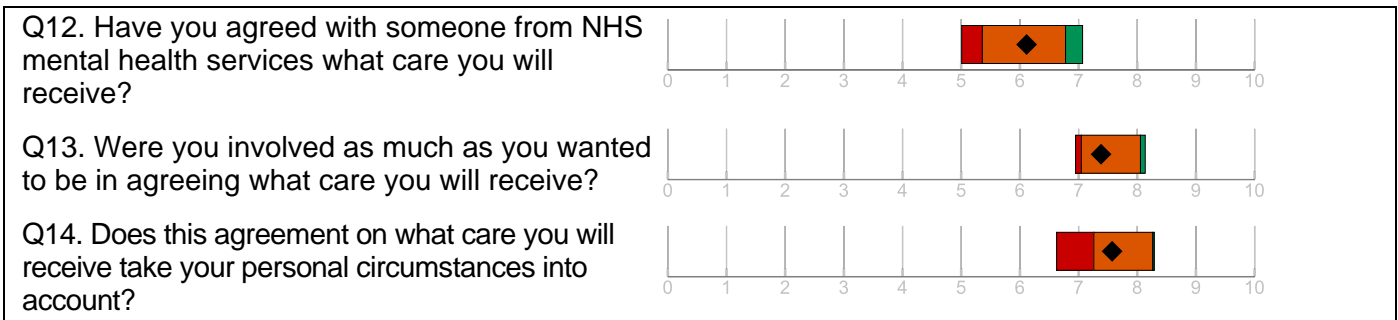 Q12. Have you agreed with someone from NHS
mental health services what care you will
receive?
0 1 2 3 4 5 6 7 8 9 10
Q13. Were you involved as much as you wanted
to be in agreeing what care you will receive?
0 1 2 3 4 5 6 7 8 9 10
Q14. Does this agreement on what care you will
receive take your personal circumstances into
account?
0 1 2 3 4 5 6 7 8 9 10